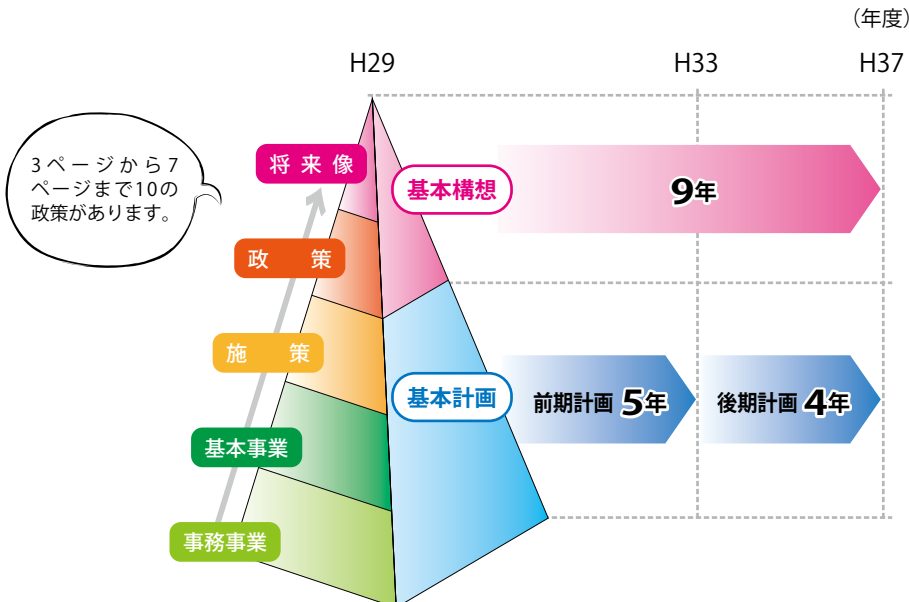 （年度）
H29
H33
H37
3ページから7
ページまで10の
政策があります。
将来像
基本構想
9年
政策
施策
基本計画
前期計画 5年
後期計画 4年
基本事業
事務事業